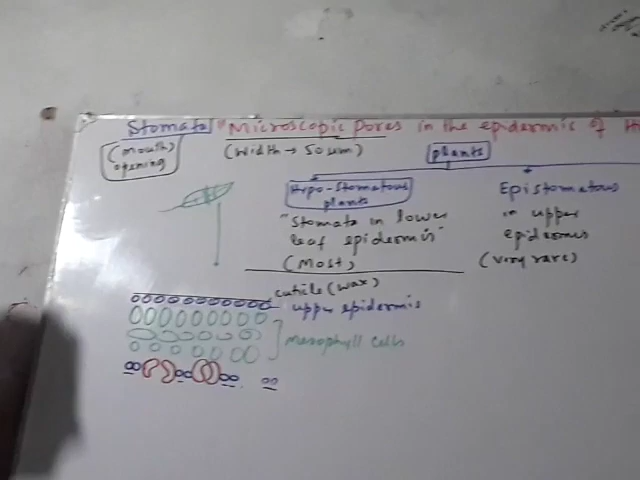 Stomata "Microscopic Pores in the epidermis of
(mouth) opening
(width → 50 um)
plants
Hypo-Stomatous plants
"Stomata in lower leaf epidermis"
(Most)
Epistomatous
in upper epidermis
(very rare)
cuticle (wax)
upper epidermis
mesophyll cells